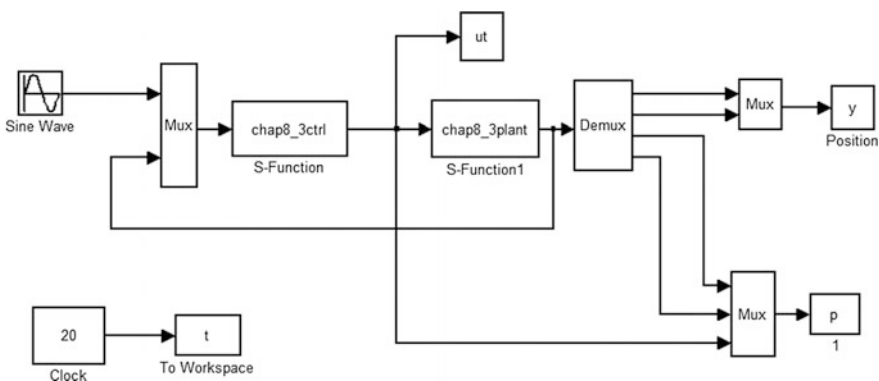 ut
Sine Wave
Mux
chap8_3ctrl
S-Function
chap8_3plant
S-Function1
Demux
Mux
y
Position
20
Clock
t
To Workspace
Mux
p
1